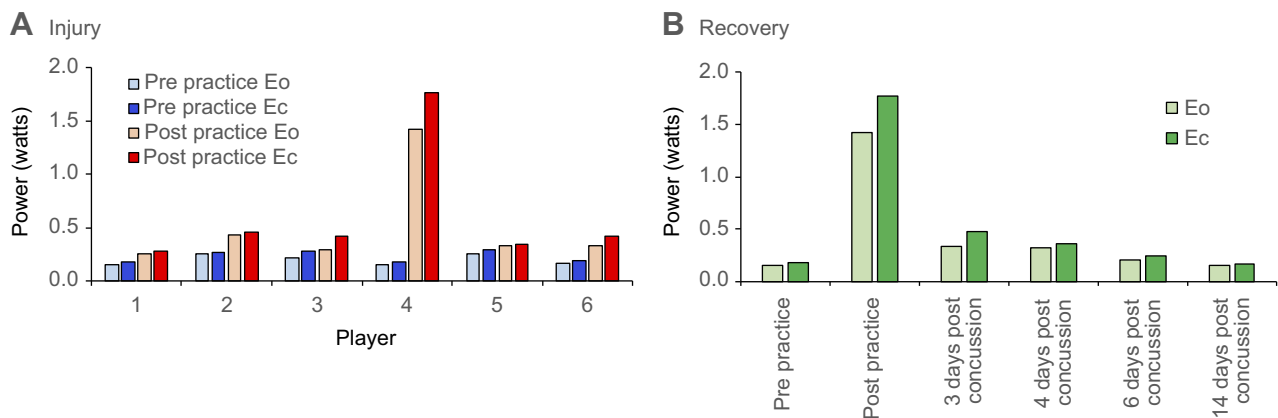 A Injury
2.0
1.5
1.0
0.5
0.0
Power (watts)
Pre practice Eo
Pre practice Ec
Post practice Eo
Post practice Ec
1 2 3 4 5 6
Player
B Recovery
2.0
1.5
1.0
0.5
0.0
Power (watts)
Eo
Ec
Pre practice
Post practice
3 days post
concussion
4 days post
concussion
6 days post
concussion
14 days post
concussion